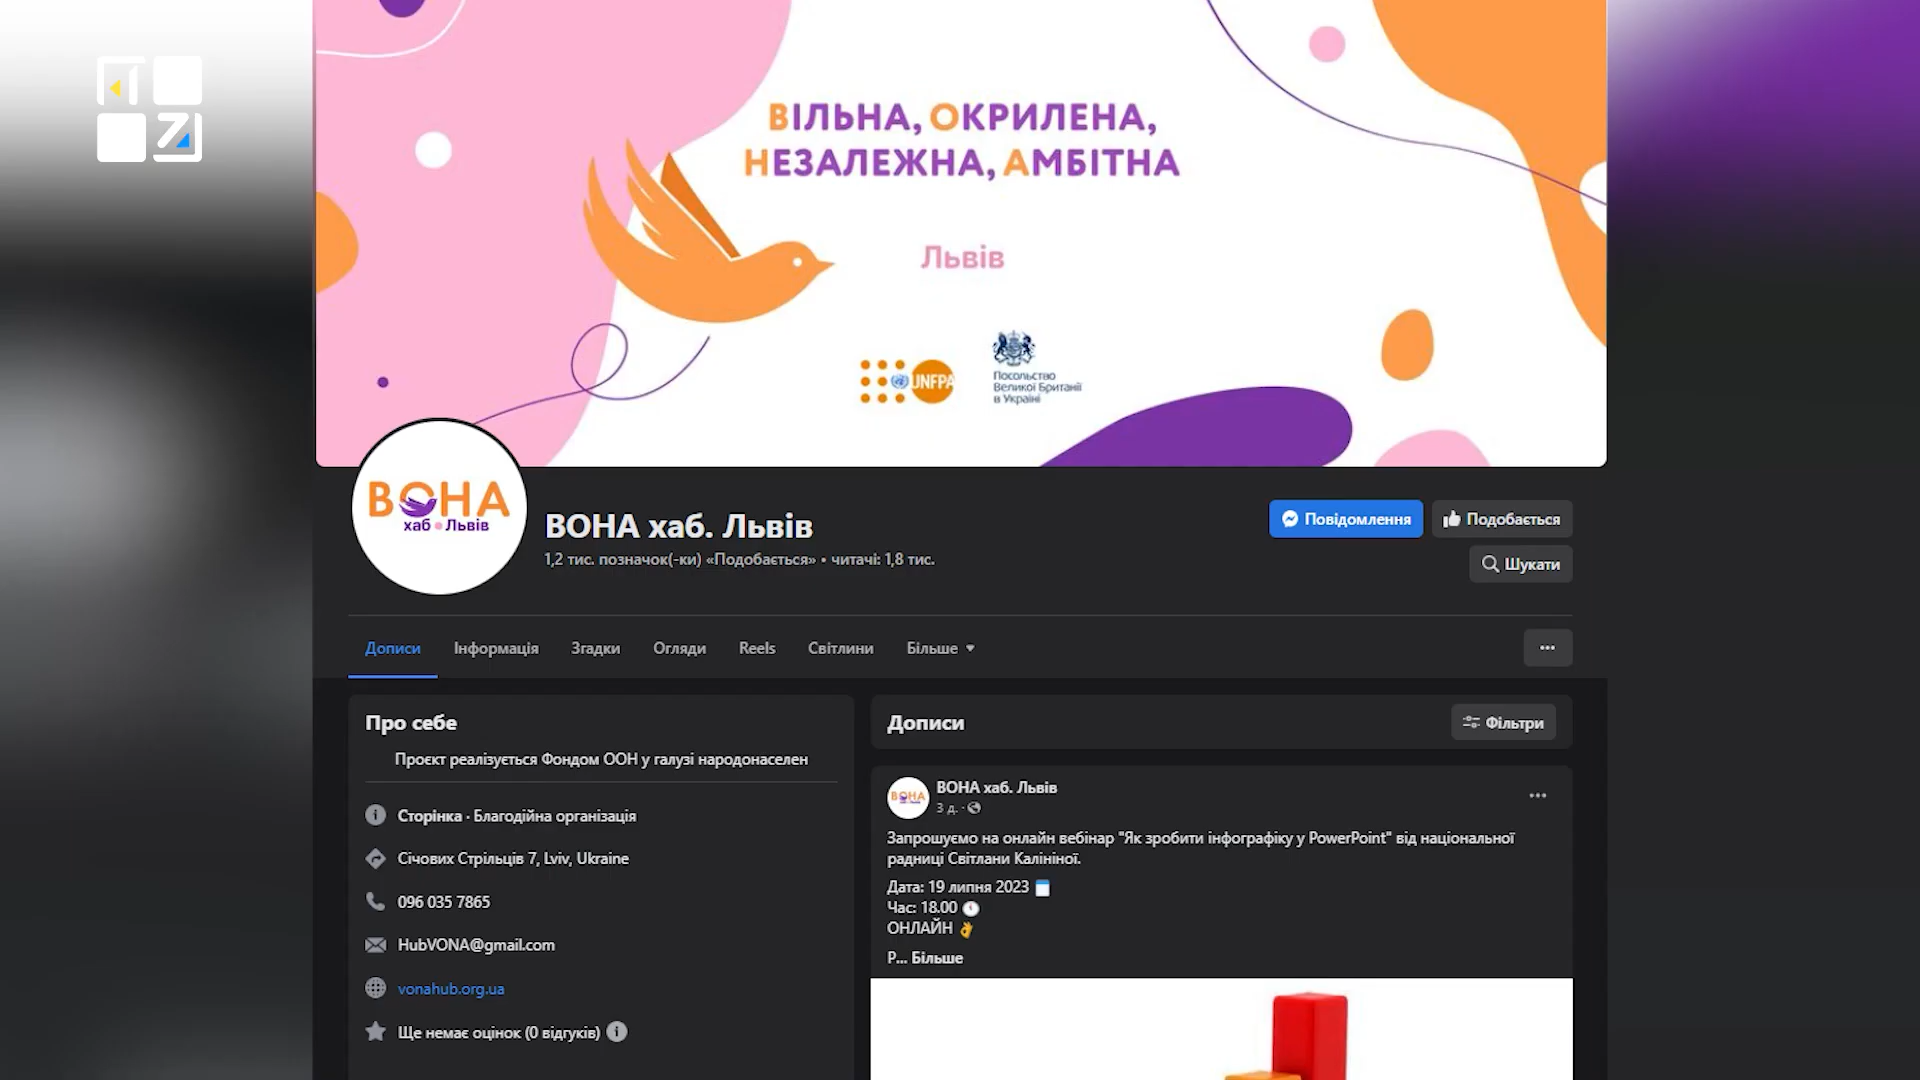 ВІЛЬНА, ОКРИЛЕНА,
НЕЗАЛЕЖНА, АМБІТНА
Львів
UNFPA
Посольство
Великої Британії
в Україні
ВОНА
хаб Львів
ВОНА хаб. Львів
1,2 тис. позначок(-ки) «Подобається» • читачі: 1,8 тис.
Повідомлення
Подобається
Шукати
Дописи
Інформація
Згадки
Огляди
Reels
Світлини
Більше
Про себе
Проєкт реалізується Фондом ООН у галузі народонаселен
Сторінка · Благодійна організація
Січових Стрільців 7, Lviv, Ukraine
096 035 7865
HubVONA@gmail.com
vonahub.org.ua
Ще немає оцінок (0 відгуків)
Дописи
Фільтри
ВОНА
ВОНА хаб. Львів
3 д. ·
Запрошуємо на онлайн вебінар "Як зробити інфографіку у PowerPoint" від національної
радниці Світлани Калініної.
Дата: 19 липня 2023
Час: 18.00
ОНЛАЙН
Р... Більше